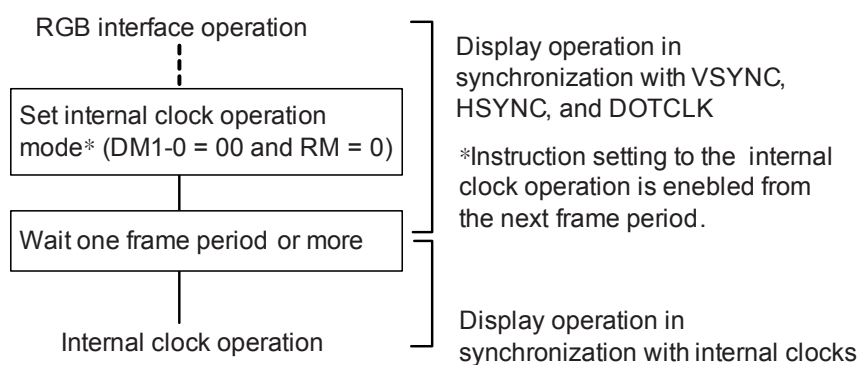 RGB interface operation
Set internal clock operation
mode* (DM1-0 = 00 and RM = 0)
Wait one frame period or more
Internal clock operation
Display operation in
synchronization with VSYNC,
HSYNC, and DOTCLK
*Instruction setting to the internal
clock operation is enebled from
the next frame period.
Display operation in
synchronization with internal clocks